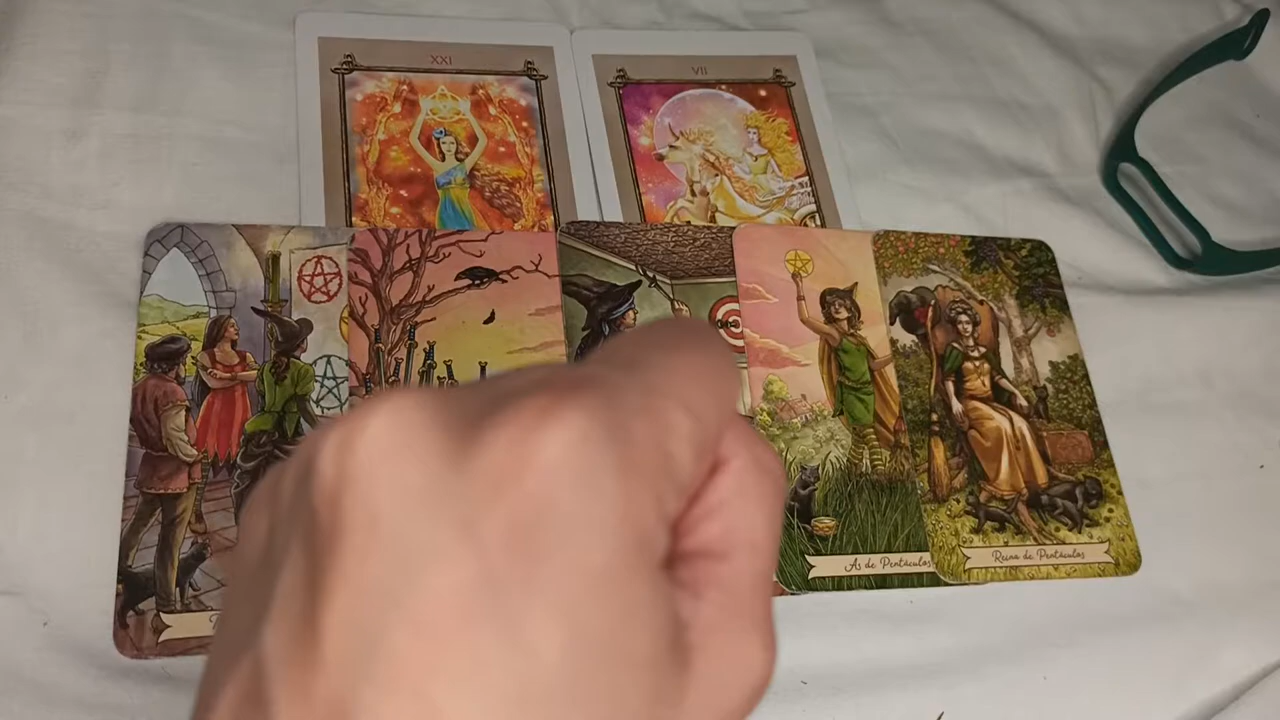 XXI
VII
As de Pentáculos
Reina de Pentáculos